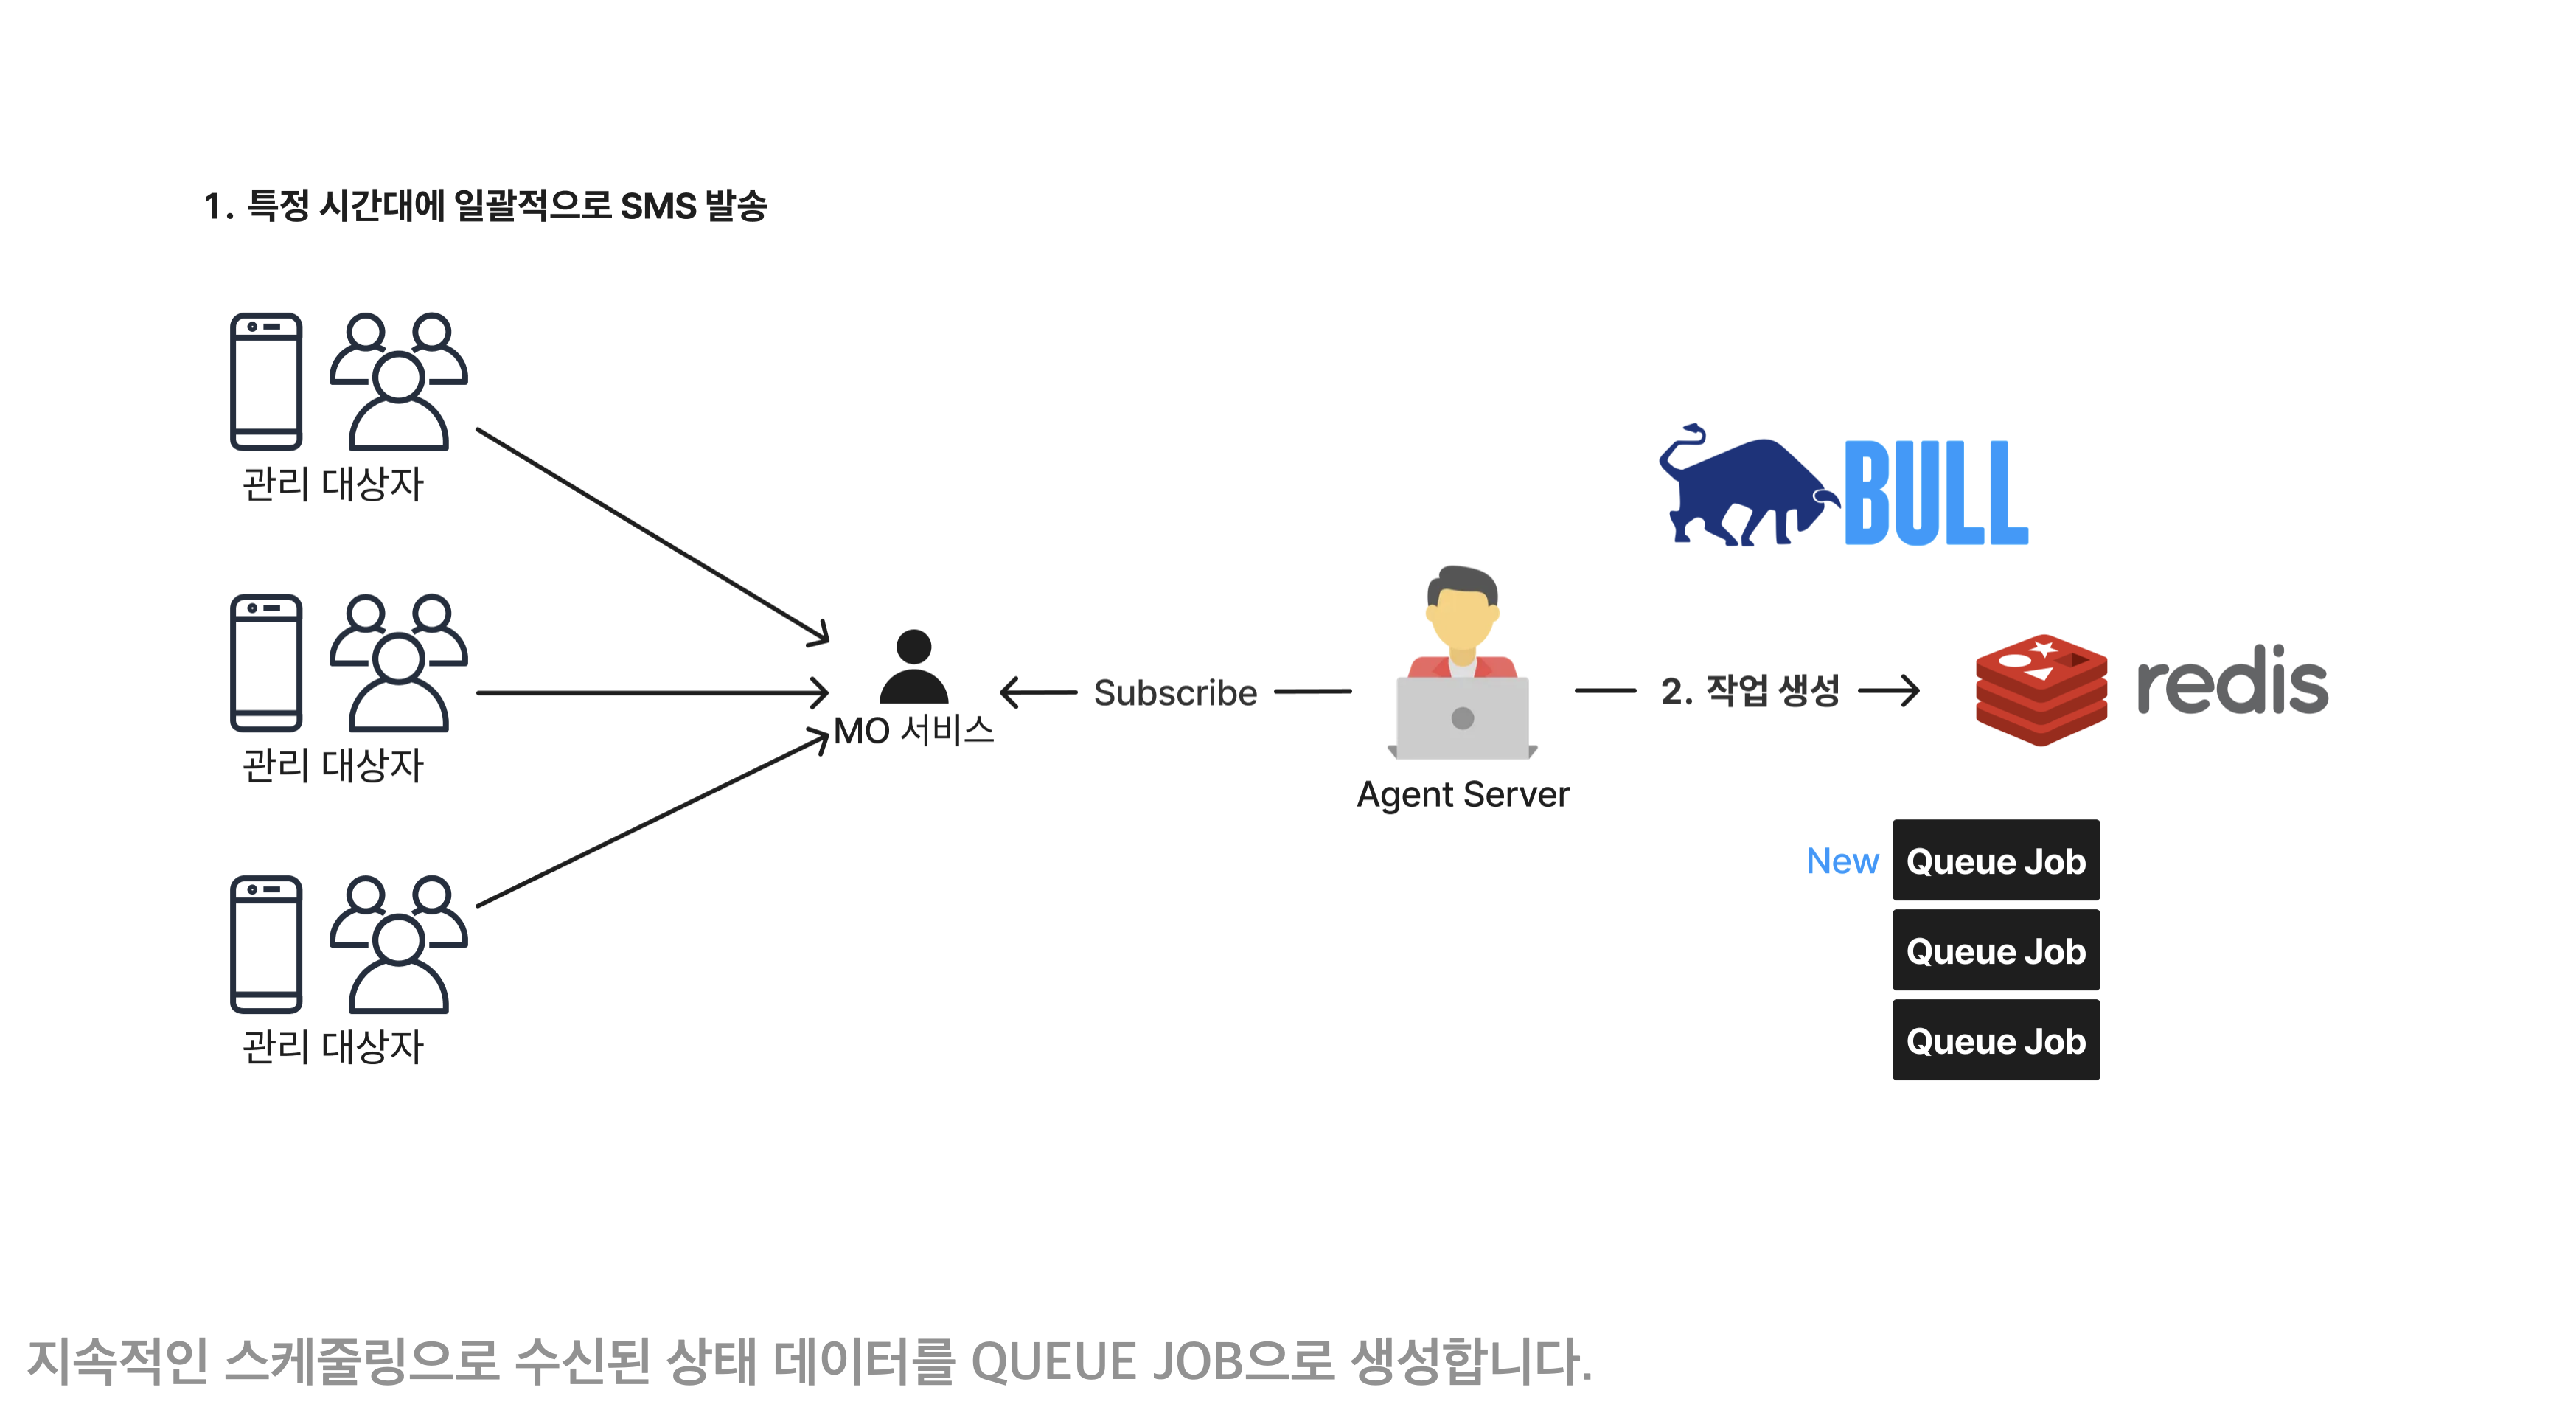 1. 특정 시간대에 일괄적으로 SMS 발송
관리 대상자
관리 대상자
관리 대상자
MO 서비스
Subscribe
Agent Server
BULL
2. 작업 생성
redis
New
Queue Job
Queue Job
Queue Job
지속적인 스케줄링으로 수신된 상태 데이터를 QUEUE JOB으로 생성합니다.